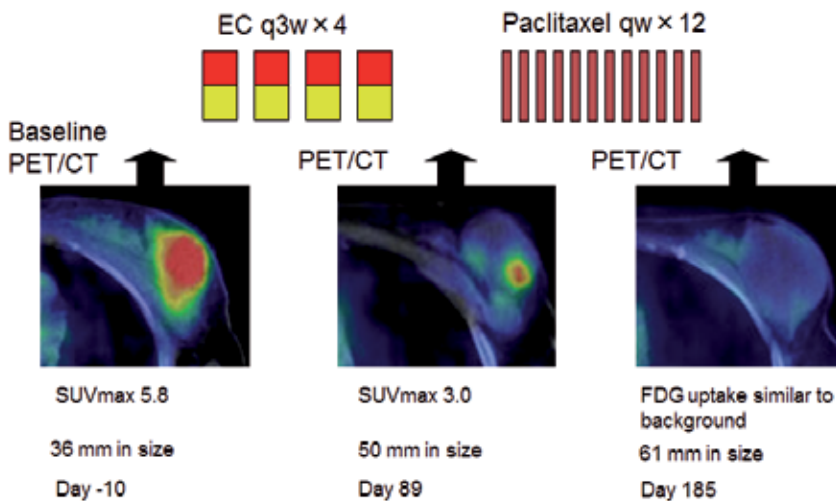 EC q3w × 4
Paclitaxel qw × 12
Baseline
PET/CT
PET/CT
PET/CT
SUVmax 5.8
SUVmax 3.0
FDG uptake similar to
background
36 mm in size
50 mm in size
61 mm in size
Day -10
Day 89
Day 185